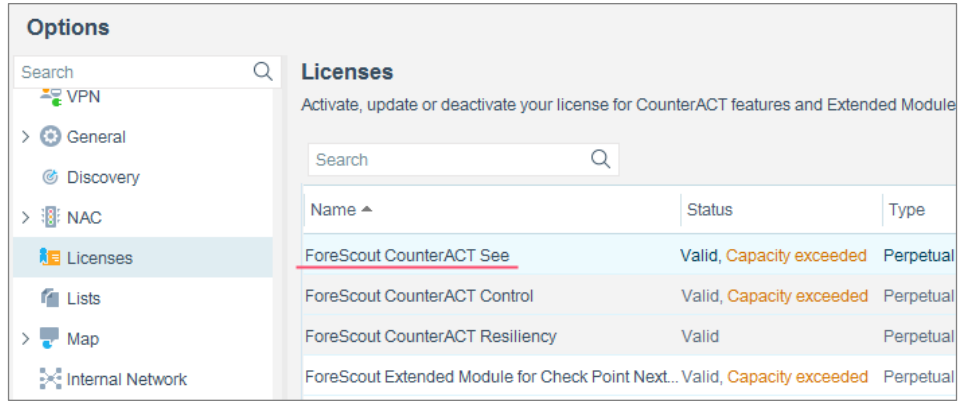 Options
Search
VPN
General
Discovery
NAC
Licenses
Lists
Map
Internal Network
Licenses
Activate, update or deactivate your license for CounterACT features and Extended Module
Search
Name Status Type
ForeScout CounterACT See Valid, Capacity exceeded Perpetual
ForeScout CounterACT Control Valid, Capacity exceeded Perpetual
ForeScout CounterACT Resiliency Valid Perpetual
ForeScout Extended Module for Check Point Next... Valid, Capacity exceeded Perpetual